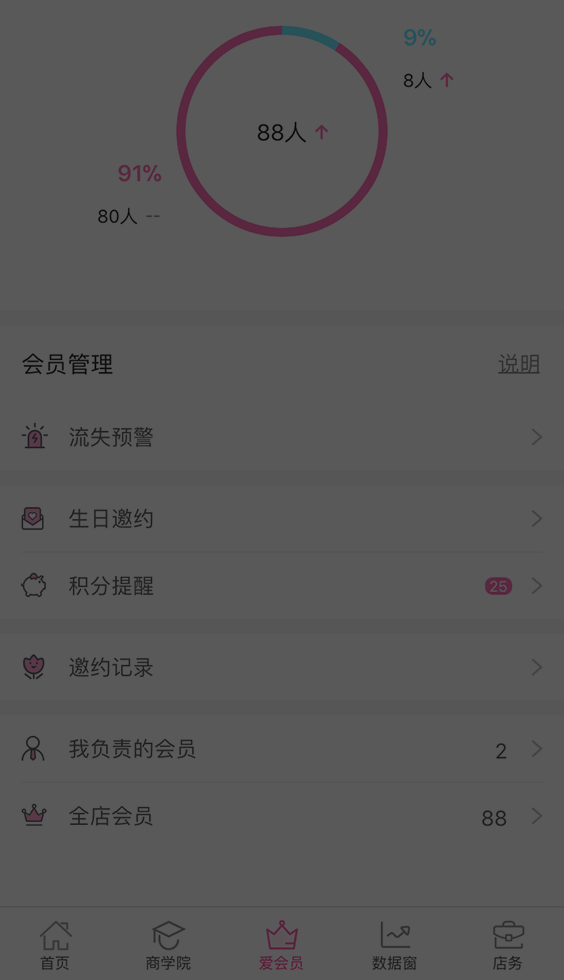 9%
8人
88人
91%
80人 --
会员管理 说明
流失预警
生日邀约
积分提醒 25
邀约记录
我负责的会员 2
全店会员 88
首页 商学院 爱会员 数据窗 店务